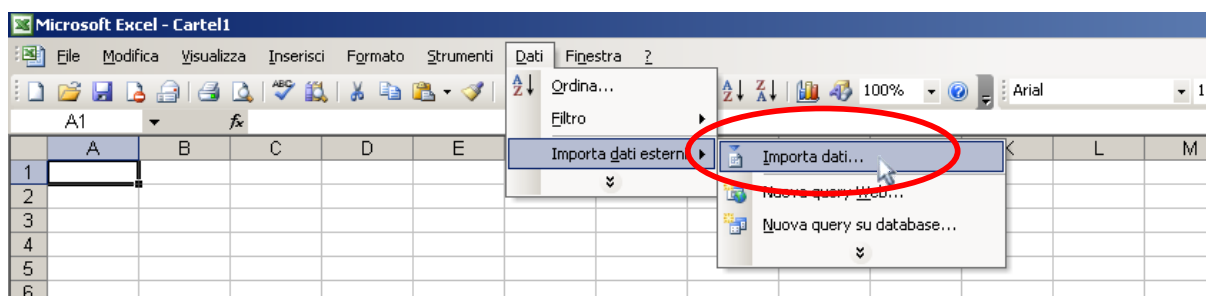 Microsoft Excel - Cartel1
File Modifica Visualizza Inserisci Formato Strumenti Dati Finestra ?
Ordina... 100% Arial 1
A1 fx Filtro
A B C D E Importa dati esterni Importa dati... K L M
1
2 Nuova query Web...
3 Nuova query su database...
4
5
6